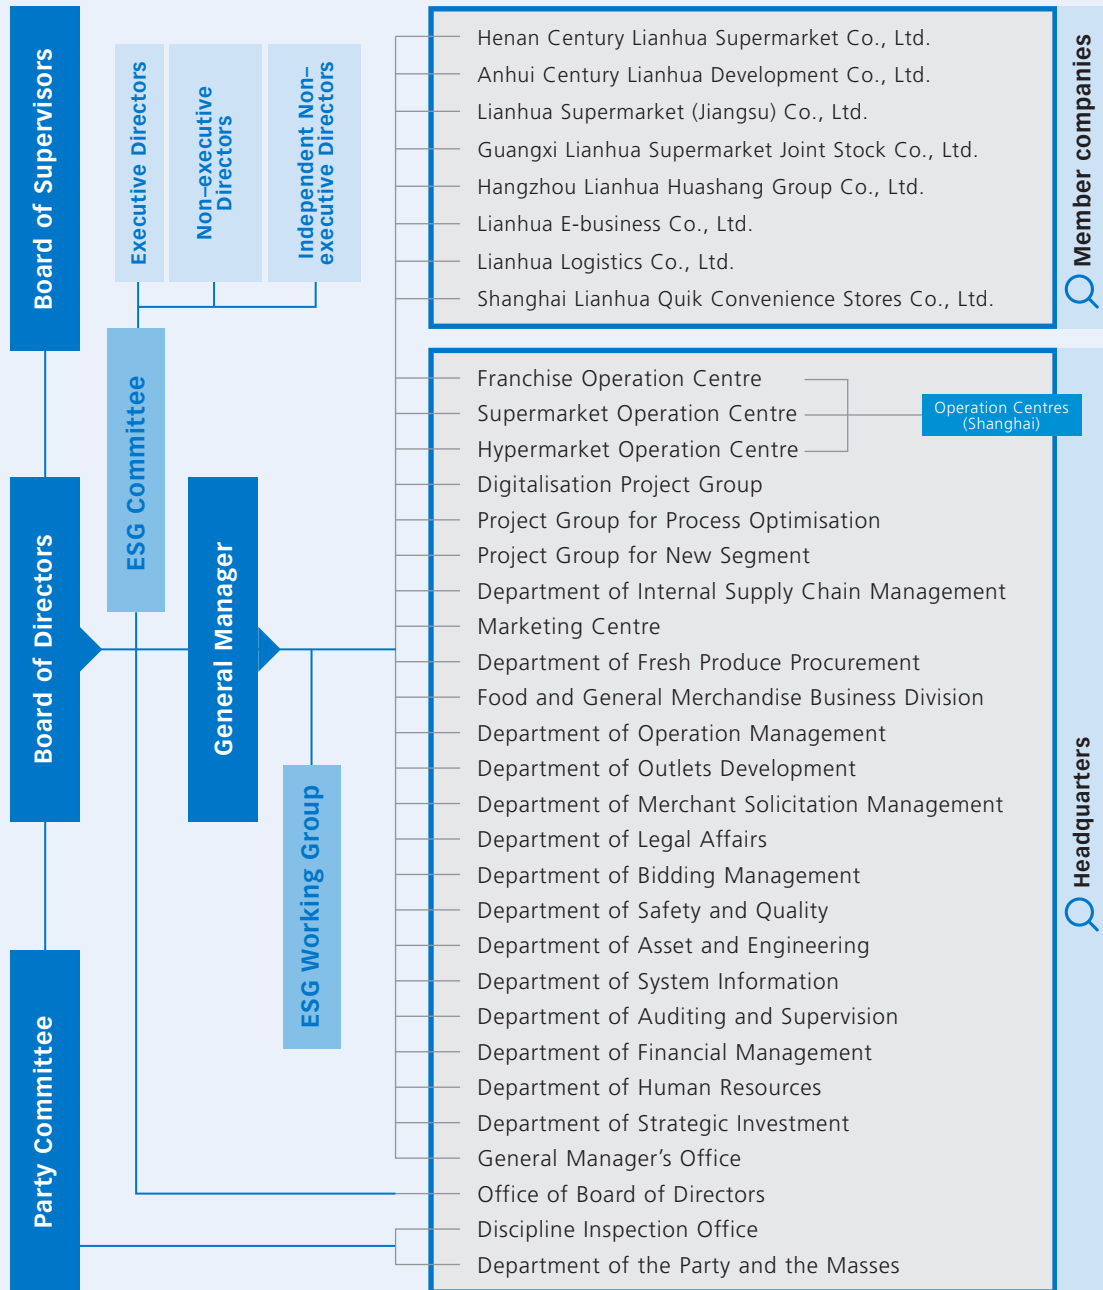 Board of Supervisors
Board of Directors
Party Committee
Executive Directors
Non–executive
Directors
Independent Non–
executive Directors
ESG Committee
General Manager
ESG Working Group
Henan Century Lianhua Supermarket Co., Ltd.
Anhui Century Lianhua Development Co., Ltd.
Lianhua Supermarket (Jiangsu) Co., Ltd.
Guangxi Lianhua Supermarket Joint Stock Co., Ltd.
Hangzhou Lianhua Huashang Group Co., Ltd.
Lianhua E-business Co., Ltd.
Lianhua Logistics Co., Ltd.
Shanghai Lianhua Quik Convenience Stores Co., Ltd.
Member companies
Franchise Operation Centre
Supermarket Operation Centre
Hypermarket Operation Centre
Operation Centres
(Shanghai)
Digitalisation Project Group
Project Group for Process Optimisation
Project Group for New Segment
Department of Internal Supply Chain Management
Marketing Centre
Department of Fresh Produce Procurement
Food and General Merchandise Business Division
Department of Operation Management
Department of Outlets Development
Department of Merchant Solicitation Management
Department of Legal Affairs
Department of Bidding Management
Department of Safety and Quality
Department of Asset and Engineering
Department of System Information
Department of Auditing and Supervision
Department of Financial Management
Department of Human Resources
Department of Strategic Investment
General Manager's Office
Office of Board of Directors
Discipline Inspection Office
Department of the Party and the Masses
Headquarters